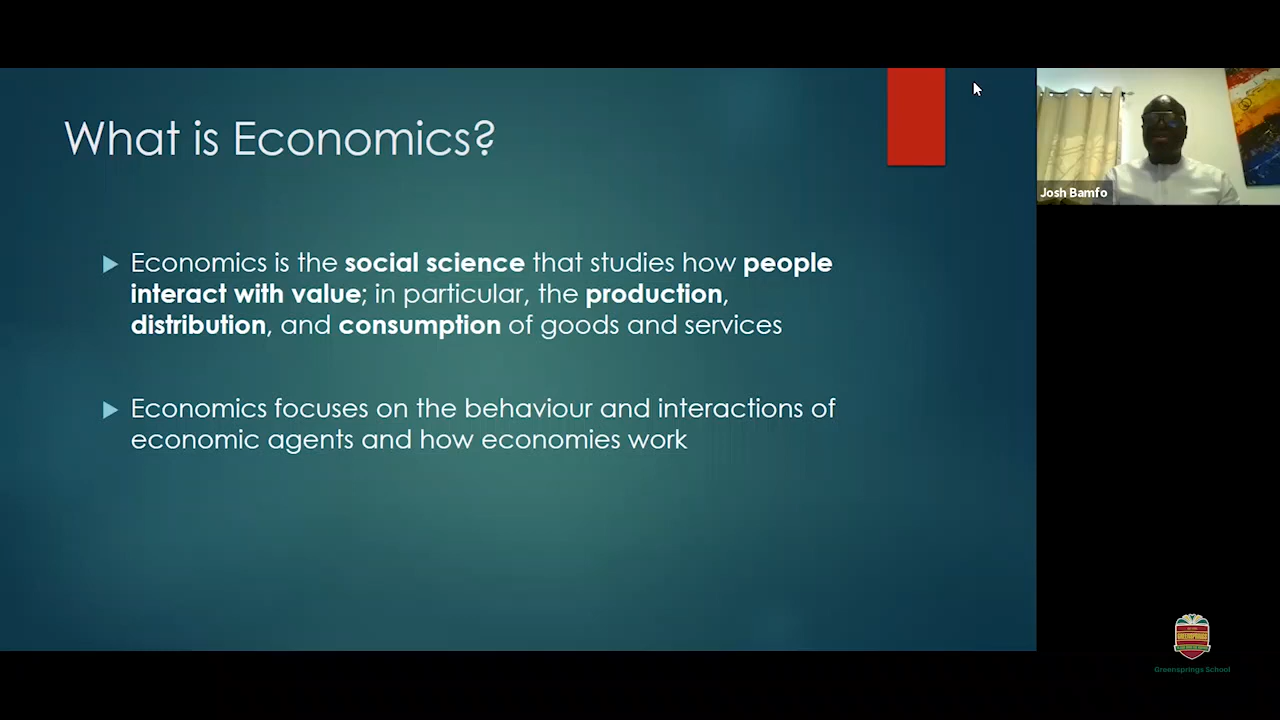 What is Economics?
Economics is the social science that studies how people
interact with value; in particular, the production,
distribution, and consumption of goods and services
Economics focuses on the behaviour and interactions of
economic agents and how economies work
Josh Bamfo
GREENSPRINGS
Greensprings School